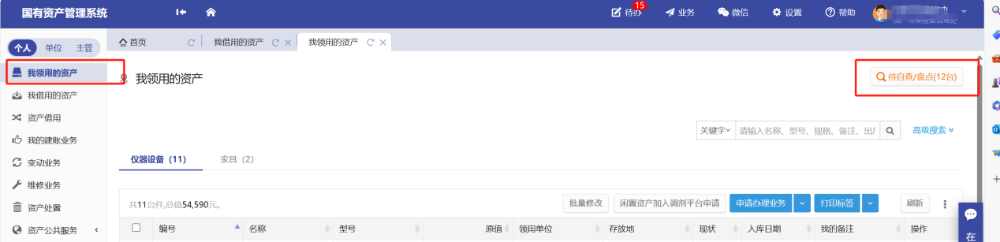 国有资产管理系统
待办 15 业务 微信 设置 帮助
个人 单位 主管
首页 我借用的资产 我领用的资产
我领用的资产
我借用的资产
资产借用
我的建账业务
变动业务
维修业务
资产处置
资产公共服务
我领用的资产
待自查/盘点(12台)
关键字 请输入名称、型号、规格、备注、出厂 高级搜索
仪器设备（11） 家具（2）
共11台件,总值54,590元。 批量修改 闲置资产加入调剂平台申请 申请办理业务 打印标签 刷新
编号 名称 型号 原值 领用单位 存放地 现状 入库日期 我的备注 操作
在